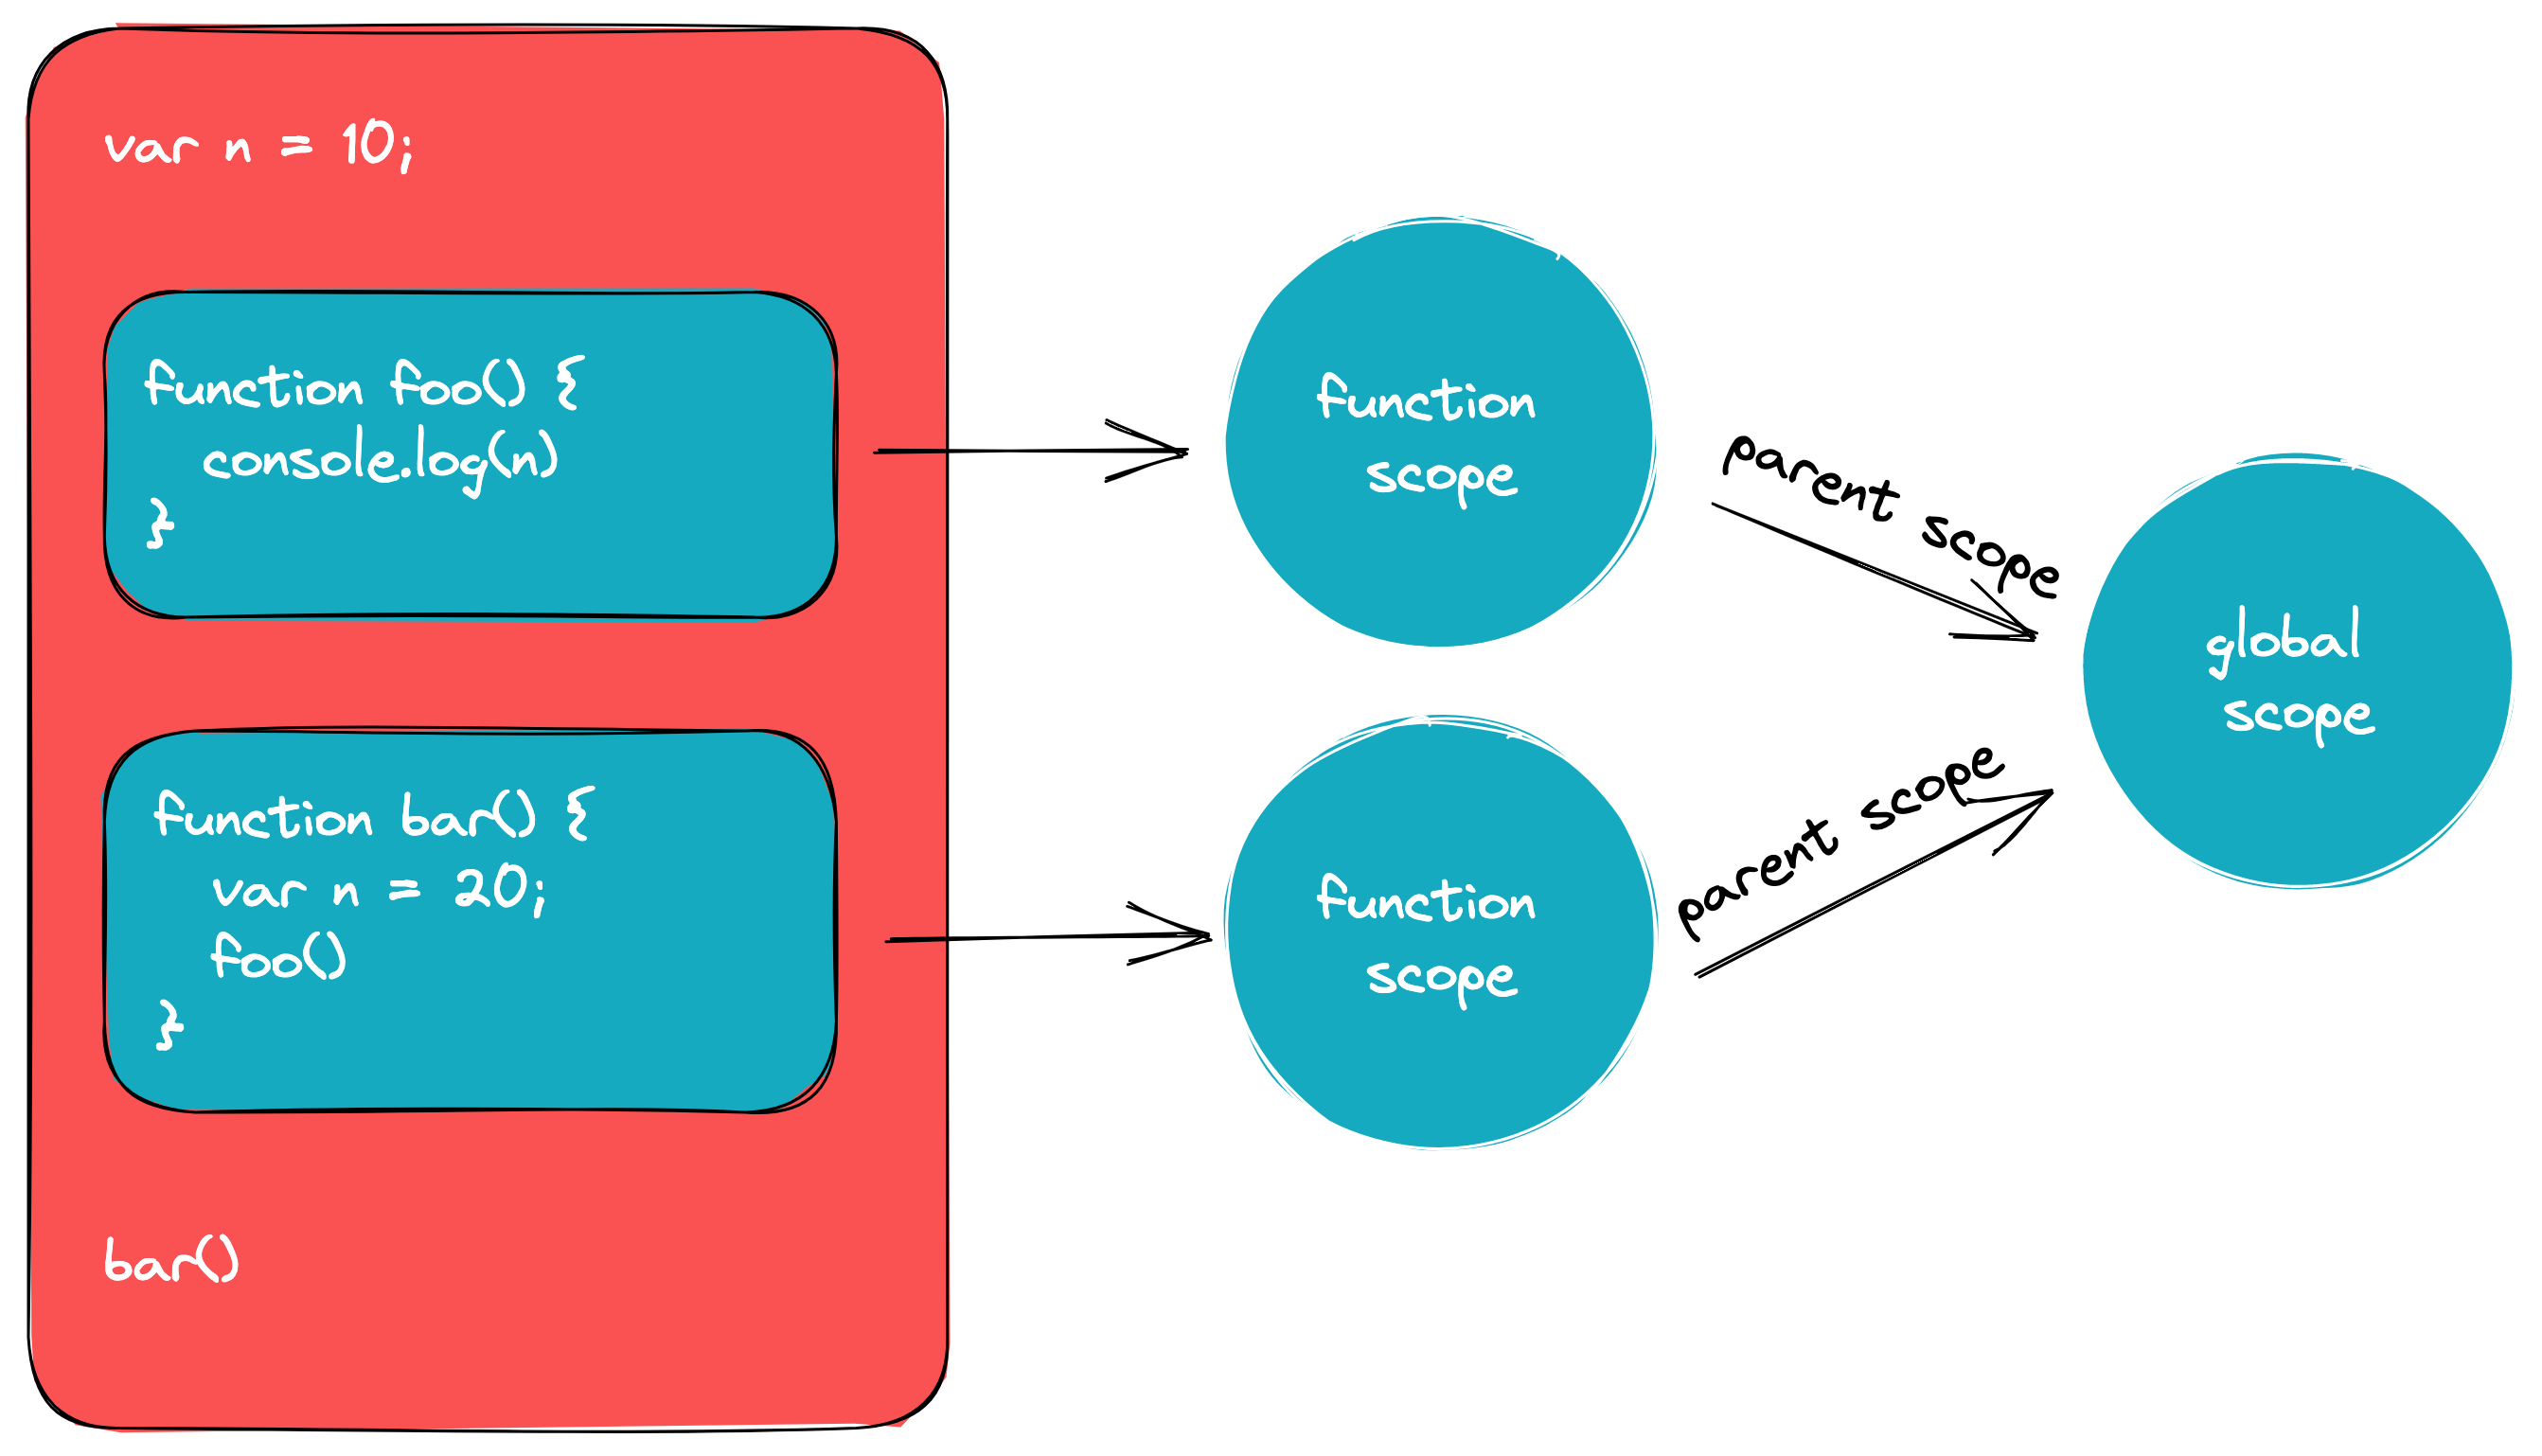 var n = 10;
function foo() {
console.log(n)
}
function bar() {
var n = 20;
foo()
}
bar()
function
scope
function
scope
parent scope
parent scope
global
scope